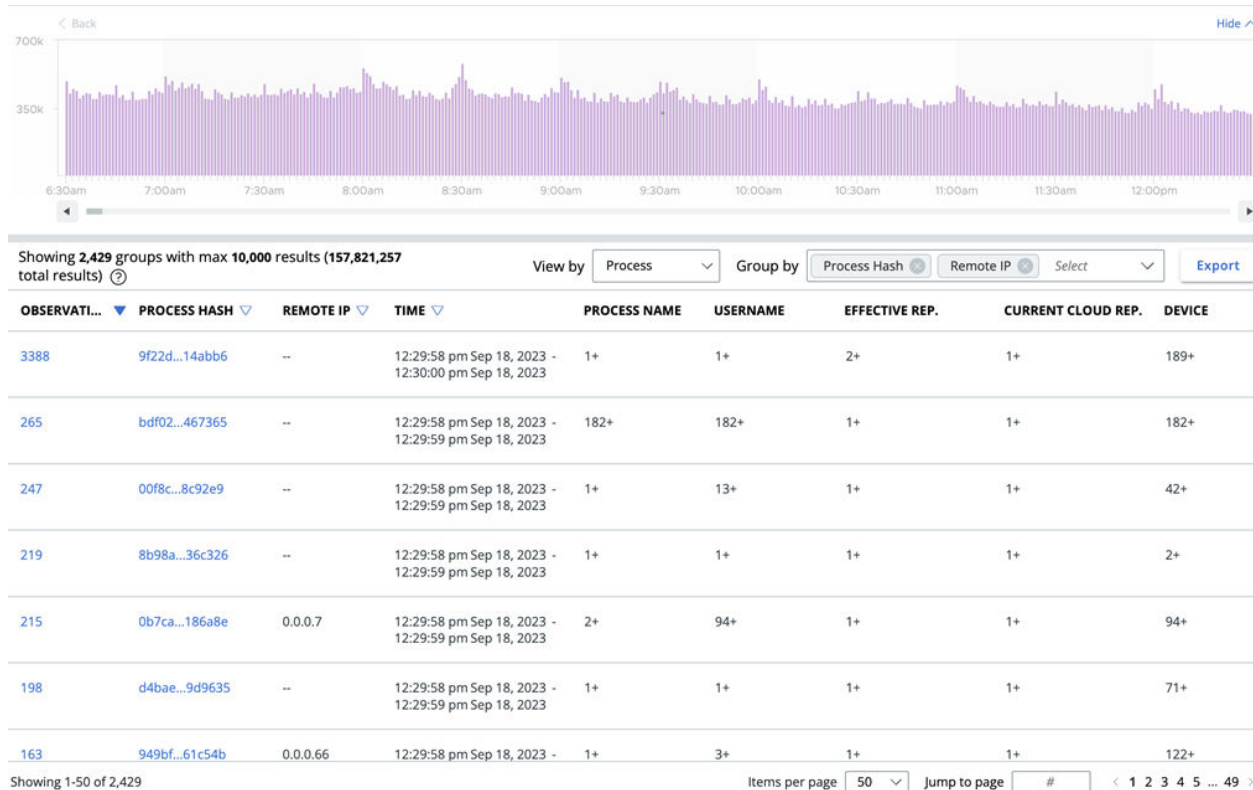 Back
Hide
700k
350k
6:30am 7:00am 7:30am 8:00am 8:30am 9:00am 9:30am 10:00am 10:30am 11:00am 11:30am 12:00pm
Showing 2,429 groups with max 10,000 results (157,821,257
total results) ?
View by Process Group by Process Hash Remote IP Select Export
OBSERVATI... PROCESS HASH REMOTE IP TIME PROCESS NAME USERNAME EFFECTIVE REP. CURRENT CLOUD REP. DEVICE
3388 9f22d...14abb6 -- 12:29:58 pm Sep 18, 2023 - 1+ 1+ 2+ 1+ 189+
12:30:00 pm Sep 18, 2023
265 bdf02...467365 -- 12:29:58 pm Sep 18, 2023 - 182+ 182+ 1+ 1+ 182+
12:29:59 pm Sep 18, 2023
247 00f8c...8c92e9 -- 12:29:58 pm Sep 18, 2023 - 1+ 13+ 1+ 1+ 42+
12:29:59 pm Sep 18, 2023
219 8b98a...36c326 -- 12:29:58 pm Sep 18, 2023 - 1+ 1+ 1+ 1+ 2+
12:29:59 pm Sep 18, 2023
215 0b7ca...186a8e 0.0.0.7 12:29:58 pm Sep 18, 2023 - 2+ 94+ 1+ 1+ 94+
12:29:59 pm Sep 18, 2023
198 d4bae...9d9635 -- 12:29:58 pm Sep 18, 2023 - 1+ 1+ 1+ 1+ 71+
12:29:59 pm Sep 18, 2023
163 949bf...61c54b 0.0.0.66 12:29:58 pm Sep 18, 2023 - 1+ 3+ 1+ 1+ 122+
Showing 1-50 of 2,429 Items per page 50 Jump to page # < 1 2 3 4 5 ... 49 >